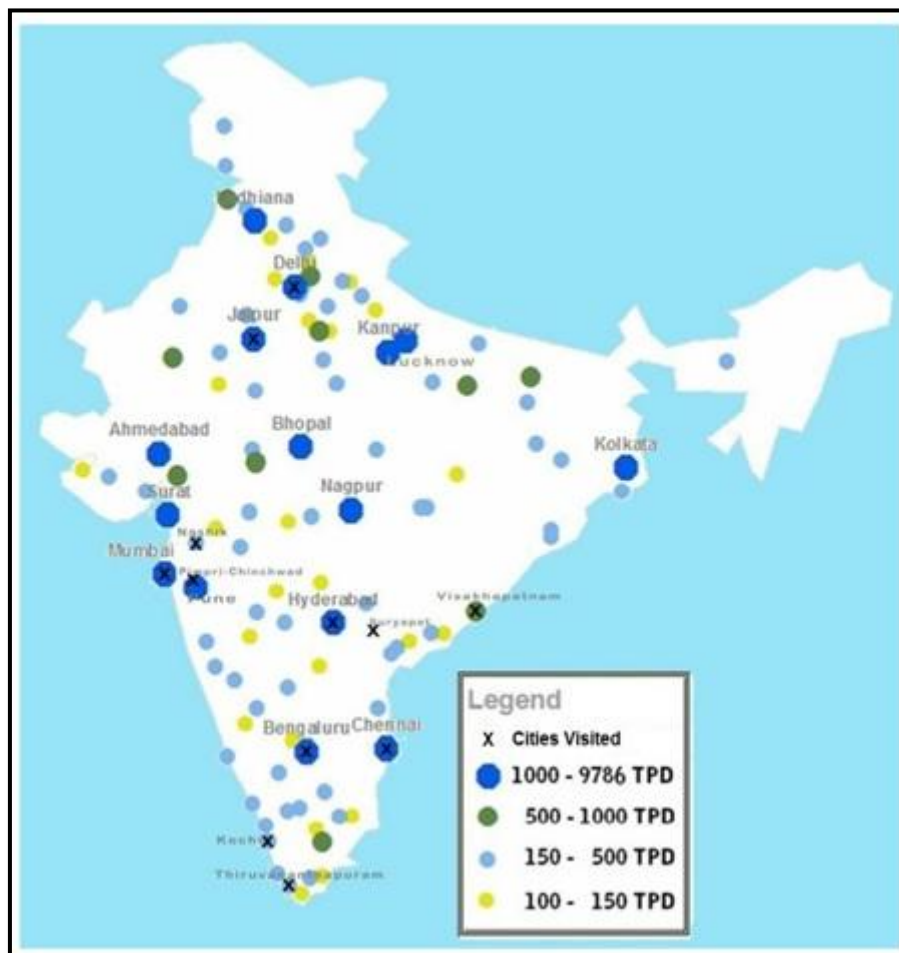 Ludhiana
Delhi
Jaipur
Kanpur
Lucknow
Ahmedabad
Bhopal
Kolkata
Surat
Nagpur
Nashik
Mumbai
Pimpri-Chinchwad
Pune
Hyderabad
Suryapet
Visakhapatnam
Bengaluru
Chennai
Kochi
Thiruvananthapuram
Legend
X Cities Visited
1000 - 9786 TPD
500 - 1000 TPD
150 - 500 TPD
100 - 150 TPD